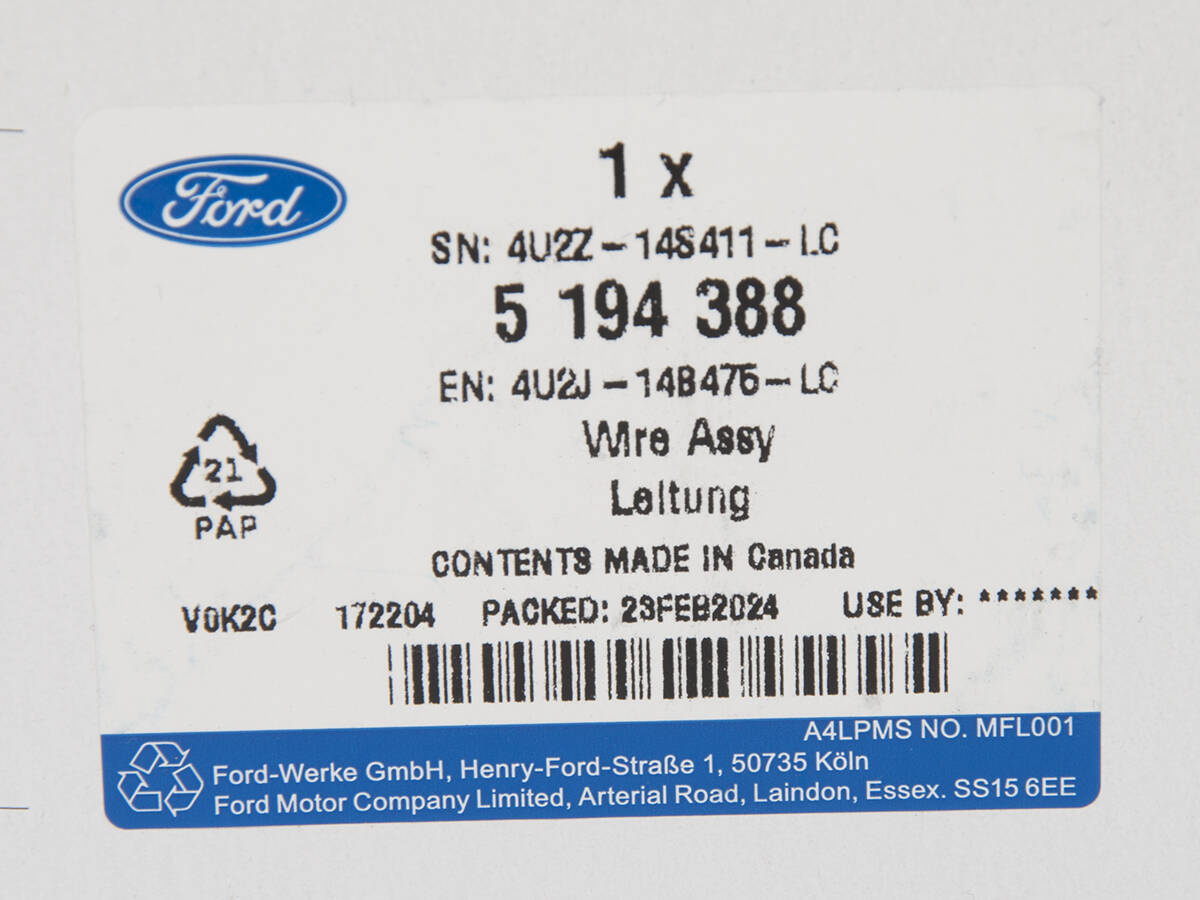 Ford
1 x
SN: 4U2Z-14S411-LC
5 194 388
EN: 4U2J-14B475-LC
Wire Assy
Leitung
21
PAP
CONTENTS MADE IN Canada
V0K2C 172204 PACKED: 23FEB2024 USE BY: *******
A4LPMS NO. MFL001
Ford-Werke GmbH, Henry-Ford-Straße 1, 50735 Köln
Ford Motor Company Limited, Arterial Road, Laindon, Essex. SS15 6EE